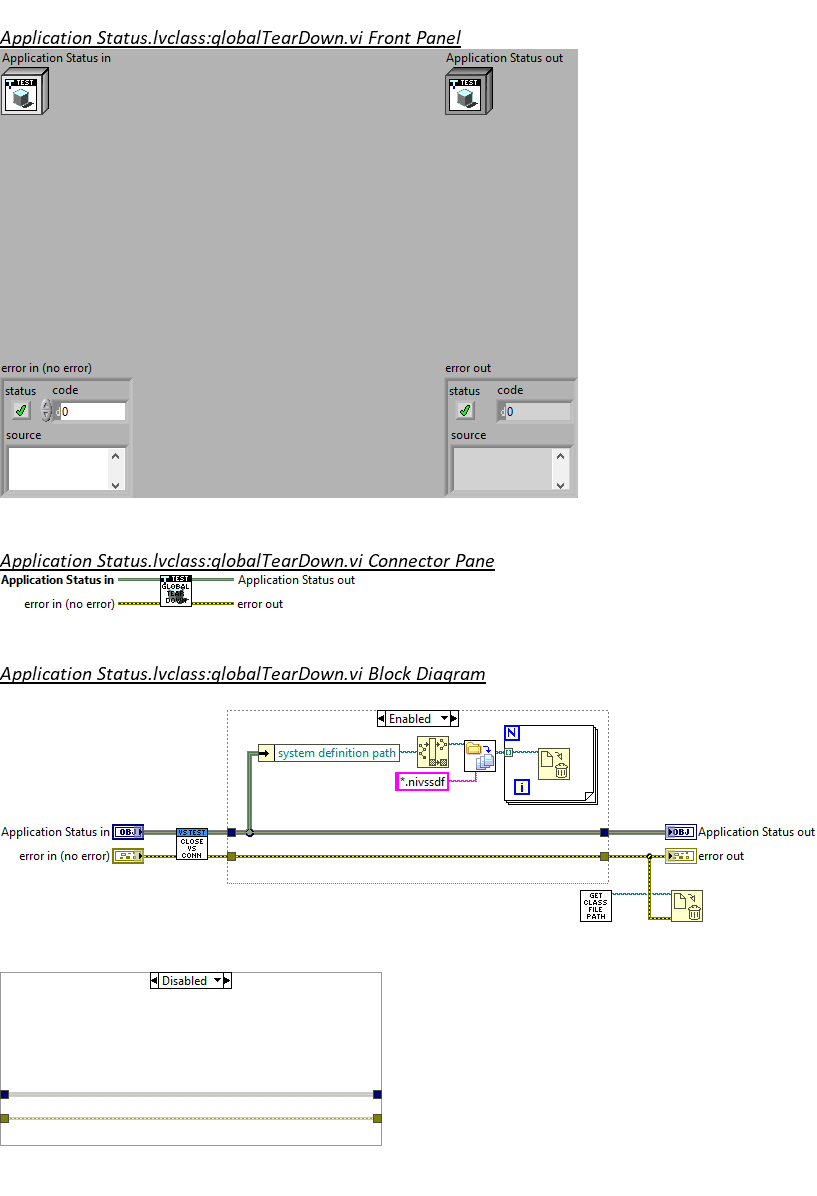 Application Status.lvclass:globalTearDown.vi Front Panel
Application Status in
Application Status out
TEST
TEST
error in (no error)
error out
status
code
status
code
d 0
d 0
source
source
Application Status.lvclass:globalTearDown.vi Connector Pane
Application Status in
TEST
GLOBAL
TEAR
DOWN
Application Status out
error in (no error)
error out
Application Status.lvclass:globalTearDown.vi Block Diagram
Enabled
N
system definition path
*.nivssdf
i
Application Status in
OBJ
VS TEST
CLOSE
VS
CONN
OBJ
Application Status out
error in (no error)
error out
GET
CLASS
FILE
PATH
Disabled